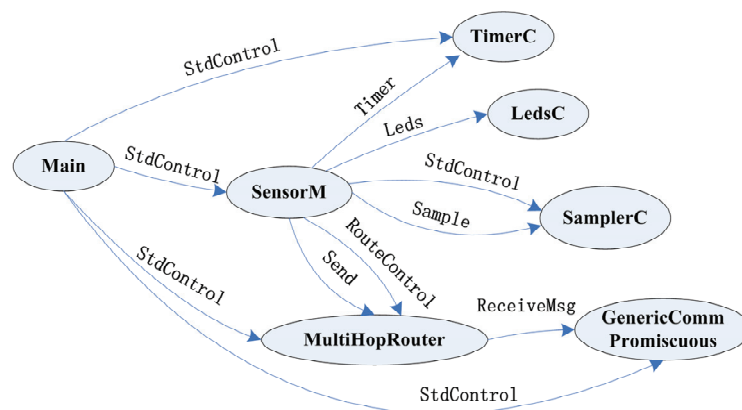 TimerC
StdControl
Timer
LedsC
Leds
Main
StdControl
StdControl
SensorM
Sample
SamplerC
RouteControl
Send
StdControl
ReceiveMsg
GenericComm
Promiscuous
MultiHopRouter
StdControl